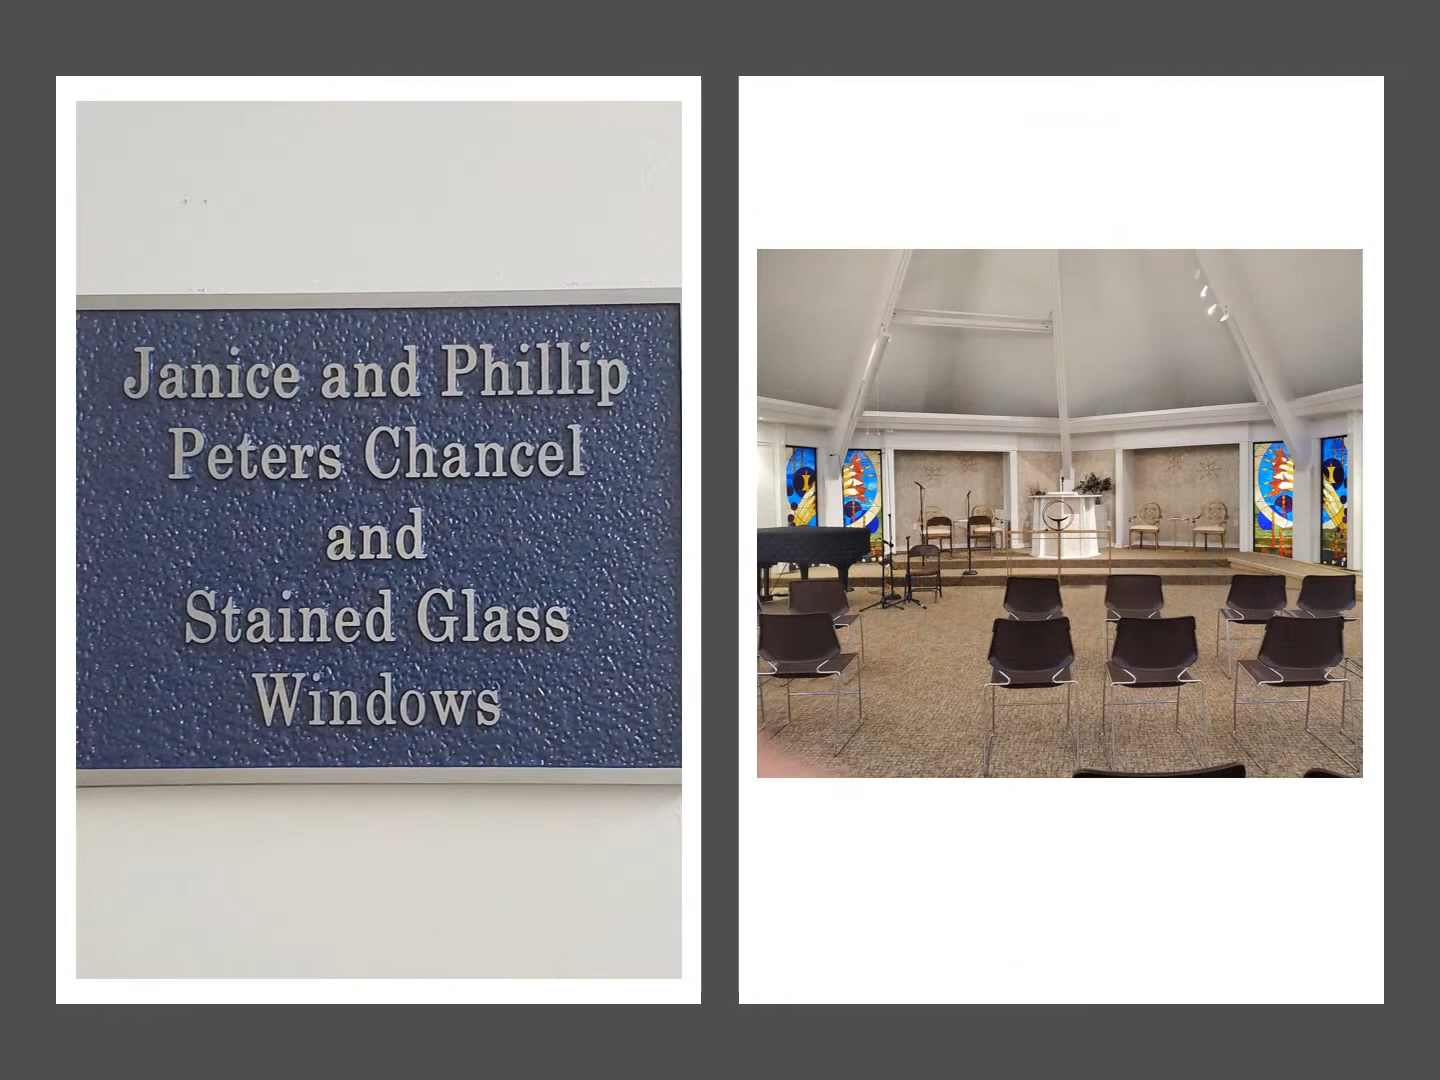 Janice and Phillip
Peters Chancel
and
Stained Glass
Windows